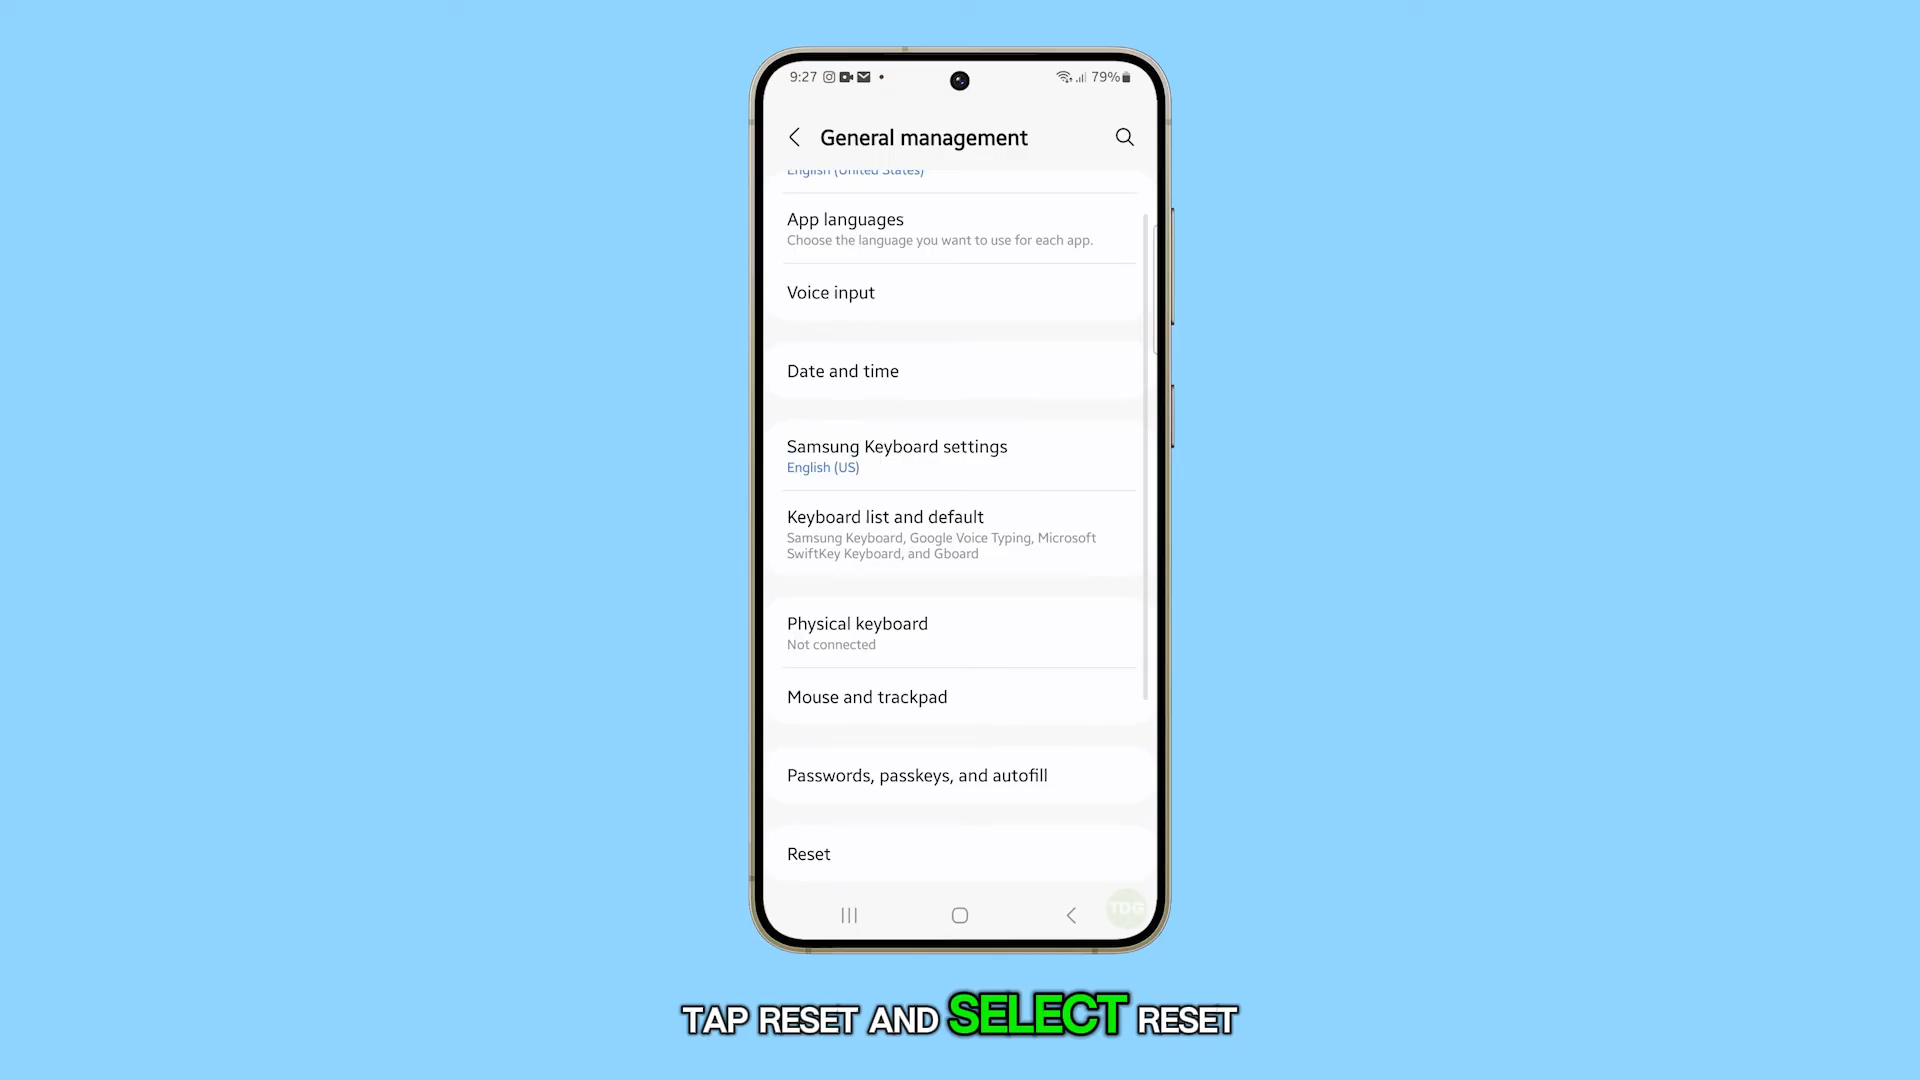 9:27
79%
General management
English (United States)
App languages
Choose the language you want to use for each app.
Voice input
Date and time
Samsung Keyboard settings
English (US)
Keyboard list and default
Samsung Keyboard, Google Voice Typing, Microsoft
SwiftKey Keyboard, and Gboard
Physical keyboard
Not connected
Mouse and trackpad
Passwords, passkeys, and autofill
Reset
TDG
TAP RESET AND SELECT RESET